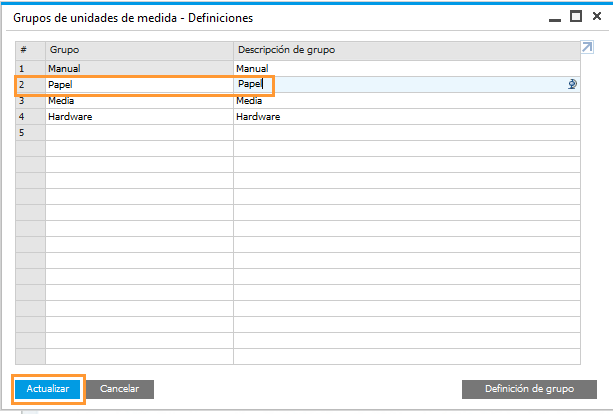 Grupos de unidades de medida - Definiciones
# Grupo Descripción de grupo
1 Manual Manual
2 Papel Papel
3 Media Media
4 Hardware Hardware
5
Actualizar Cancelar Definición de grupo